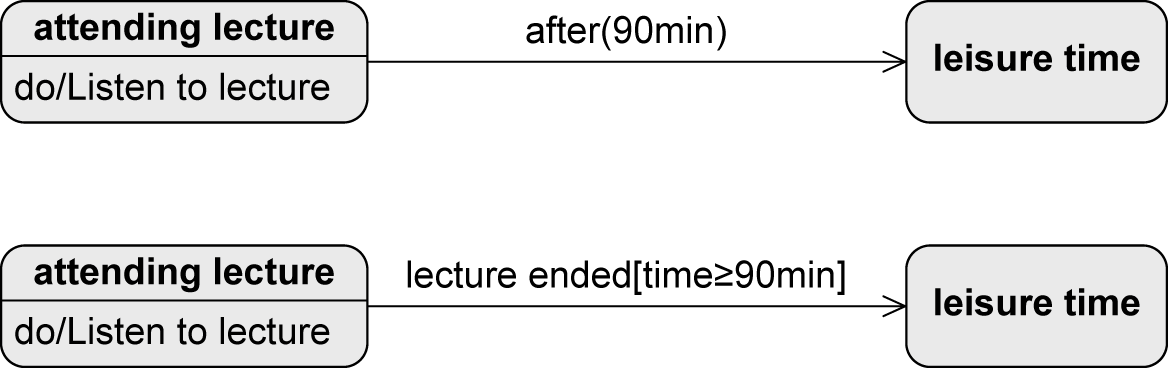 attending lecture
do/Listen to lecture
after(90min)
leisure time
attending lecture
do/Listen to lecture
lecture ended[time≥90min]
leisure time